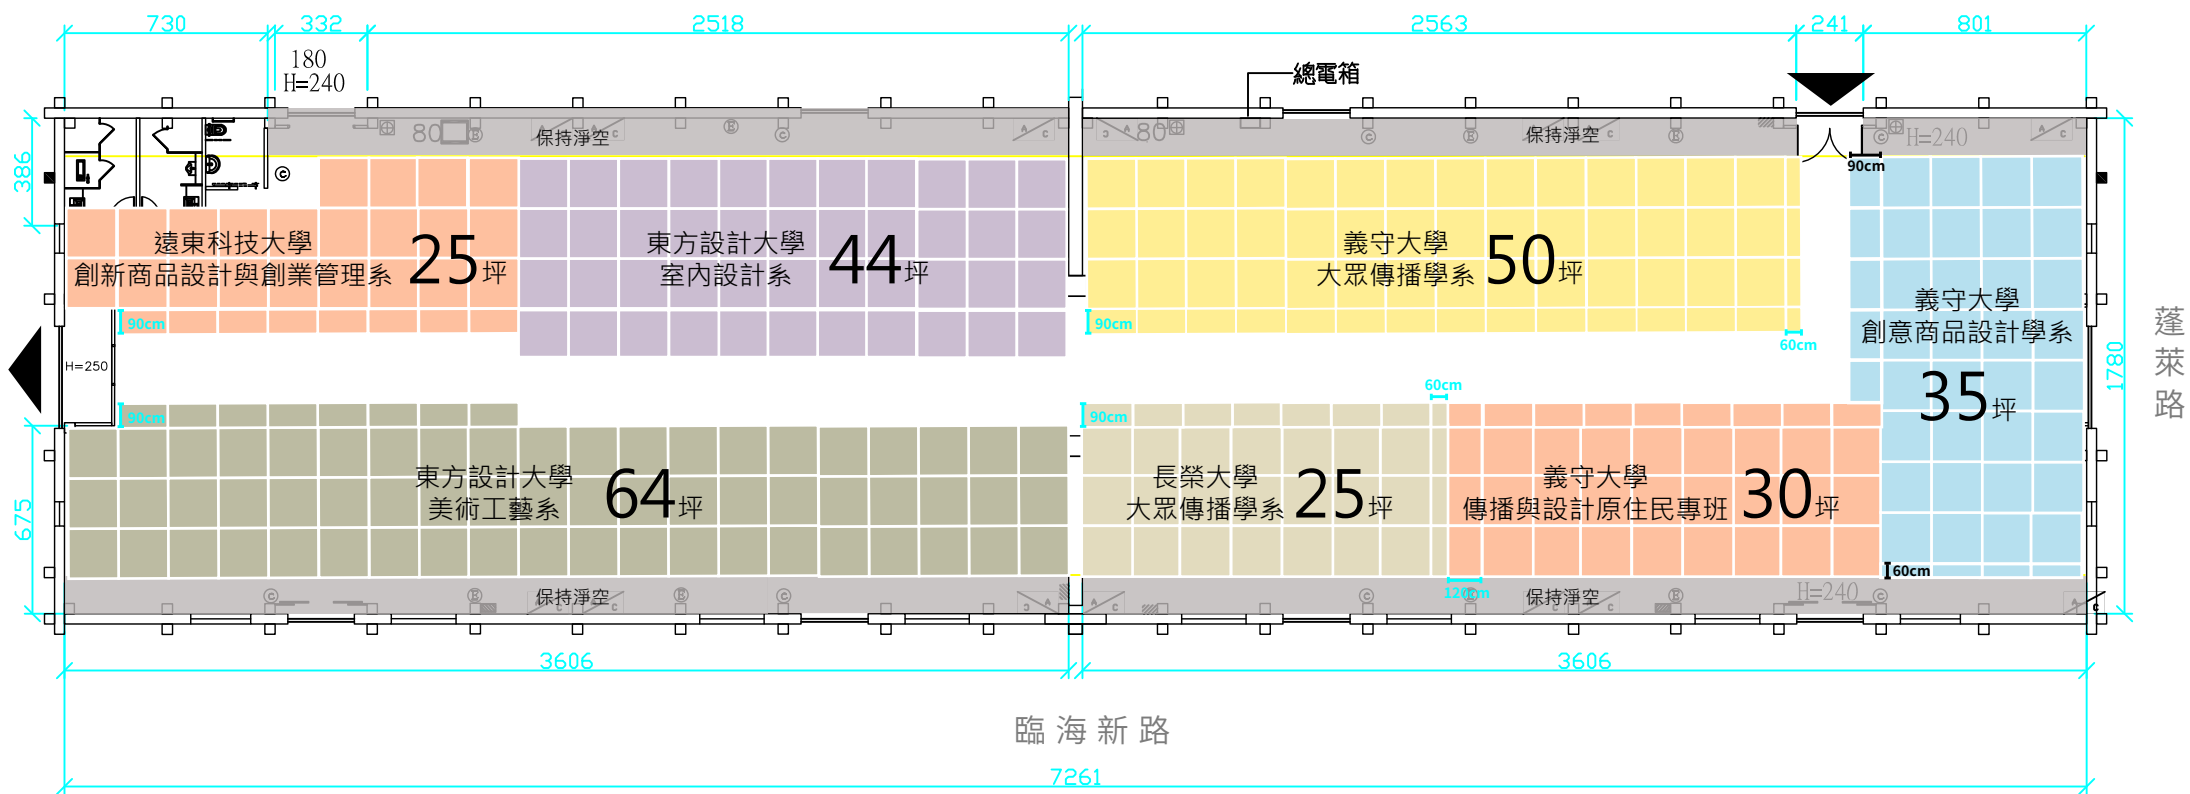 730
332
2518
2563
241
801
180
H=240
總電箱
80
保持淨空
80
保持淨空
H=240
386
90cm
遠東科技大學
創新商品設計與創業管理系
25坪
東方設計大學
室內設計系
44坪
義守大學
大眾傳播學系
50坪
義守大學
創意商品設計學系
35坪
90cm
90cm
60cm
H=250
1780
蓬萊路
90cm
90cm
60cm
675
東方設計大學
美術工藝系
64坪
長榮大學
大眾傳播學系
25坪
義守大學
傳播與設計原住民專班
30坪
60cm
120cm
保持淨空
保持淨空
H=240
3606
3606
臨海新路
7261